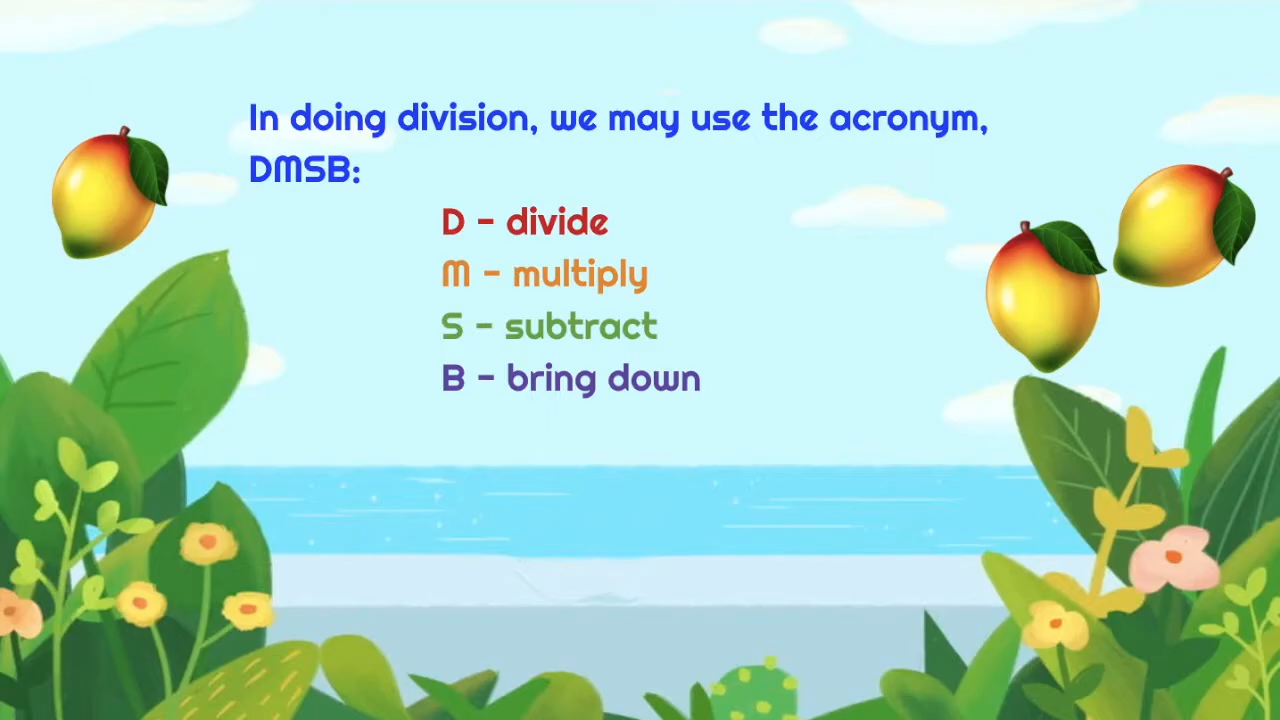 In doing division, we may use the acronym,
DMSB:
D - divide
M - multiply
S - subtract
B - bring down